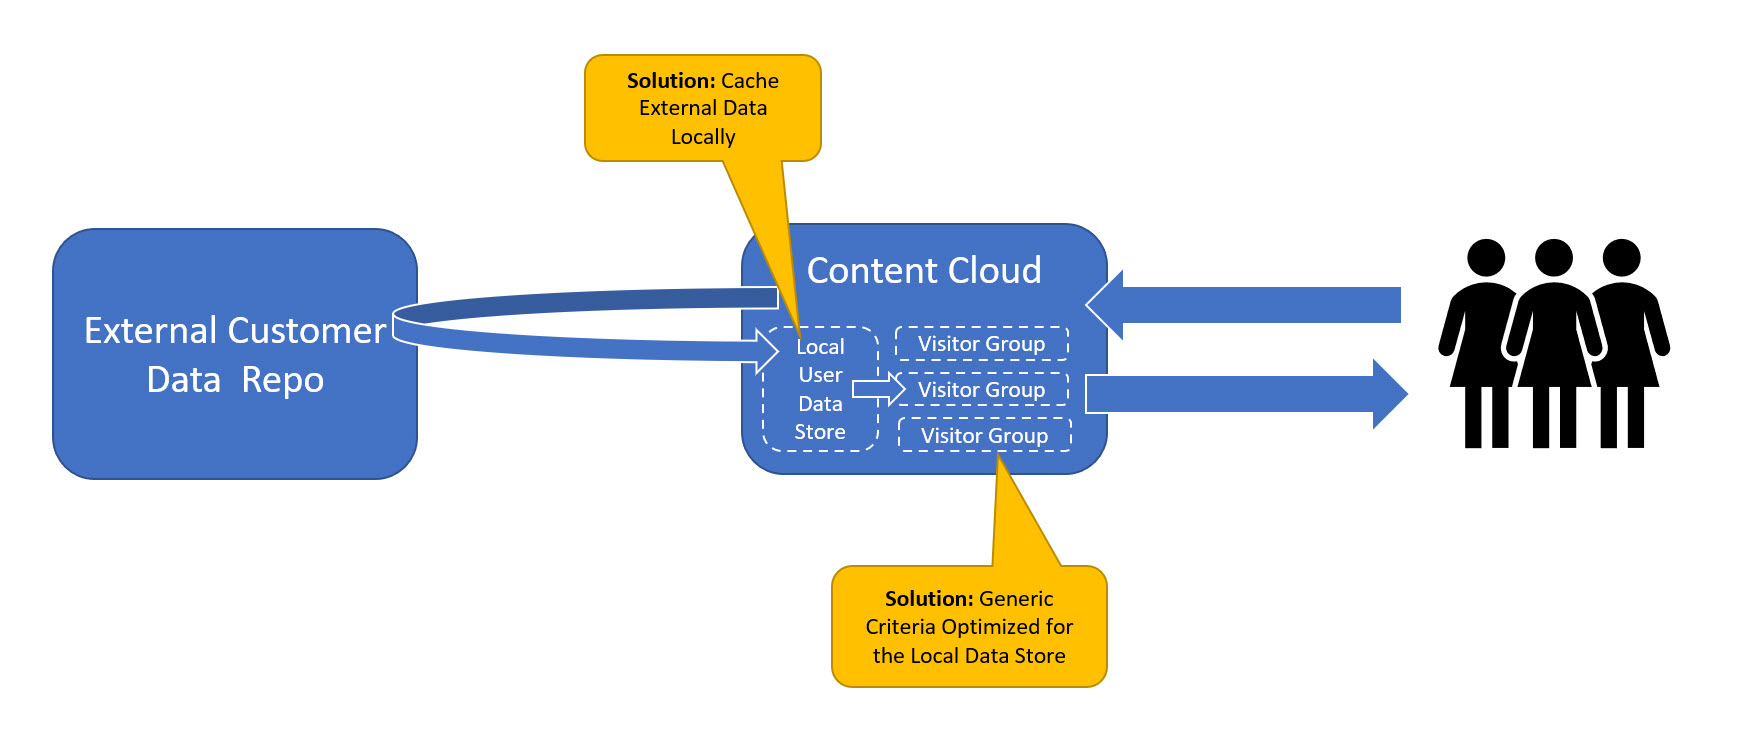 Solution: Cache
External Data
Locally
External Customer
Data Repo
Content Cloud
Local
User
Data
Store
Visitor Group
Visitor Group
Visitor Group
Solution: Generic
Criteria Optimized for
the Local Data Store